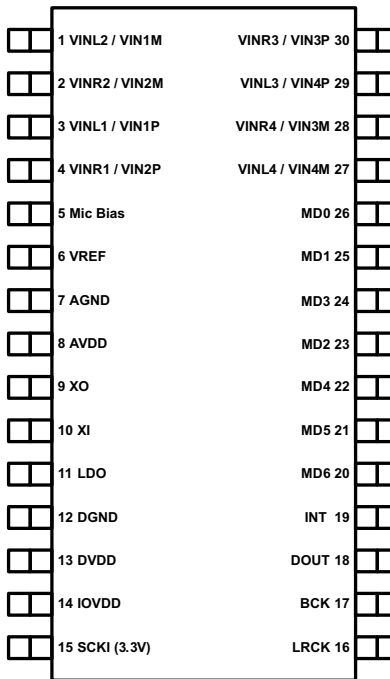 1 VINL2 / VIN1M
VINR3 / VIN3P 30
2 VINR2 / VIN2M
VINL3 / VIN4P 29
3 VINL1 / VIN1P
VINR4 / VIN3M 28
4 VINR1 / VIN2P
VINL4 / VIN4M 27
5 Mic Bias
MD0 26
6 VREF
MD1 25
7 AGND
MD3 24
8 AVDD
MD2 23
9 XO
MD4 22
10 XI
MD5 21
11 LDO
MD6 20
12 DGND
INT 19
13 DVDD
DOUT 18
14 IOVDD
BCK 17
15 SCKI (3.3V)
LRCK 16